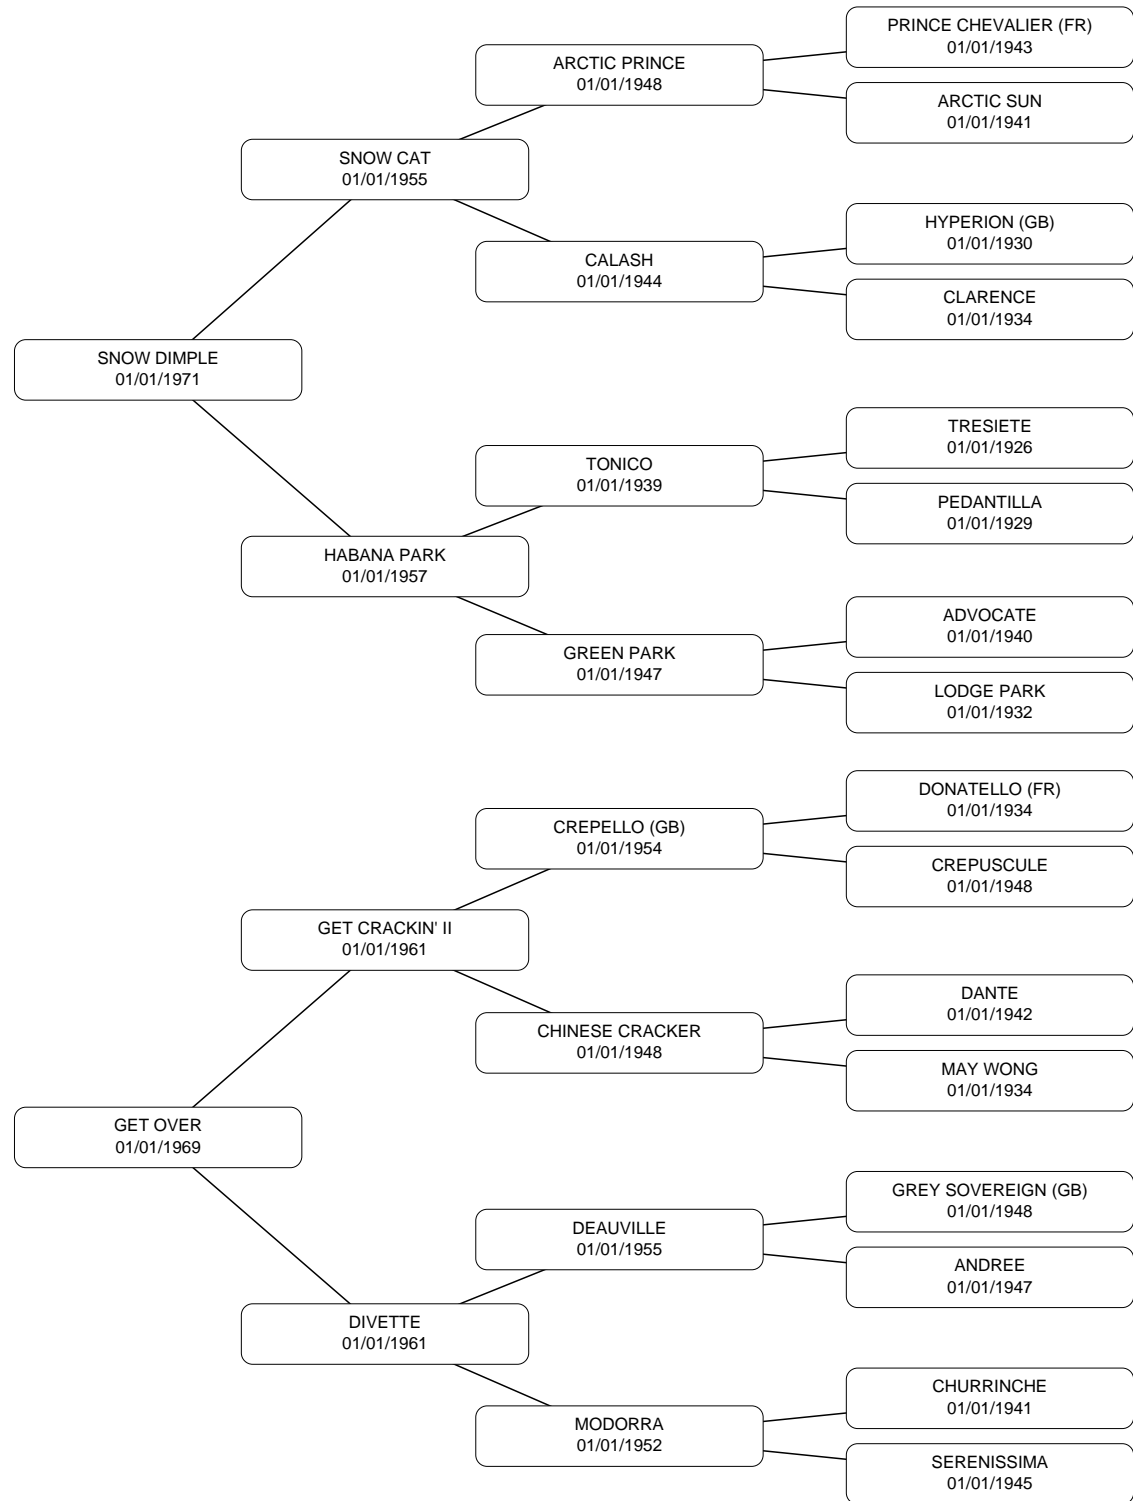 PRINCE CHEVALIER (FR)
01/01/1943
ARCTIC PRINCE
01/01/1948
ARCTIC SUN
01/01/1941
SNOW CAT
01/01/1955
HYPERION (GB)
01/01/1930
CALASH
01/01/1944
CLARENCE
01/01/1934
SNOW DIMPLE
01/01/1971
TRESIETE
01/01/1926
TONICO
01/01/1939
PEDANTILLA
01/01/1929
HABANA PARK
01/01/1957
ADVOCATE
01/01/1940
GREEN PARK
01/01/1947
LODGE PARK
01/01/1932
DONATELLO (FR)
01/01/1934
CREPELLO (GB)
01/01/1954
CREPUSCULE
01/01/1948
GET CRACKIN' II
01/01/1961
DANTE
01/01/1942
CHINESE CRACKER
01/01/1948
MAY WONG
01/01/1934
GET OVER
01/01/1969
GREY SOVEREIGN (GB)
01/01/1948
DEAUVILLE
01/01/1955
ANDREE
01/01/1947
DIVETTE
01/01/1961
CHURRINCHE
01/01/1941
MODORRA
01/01/1952
SERENISSIMA
01/01/1945